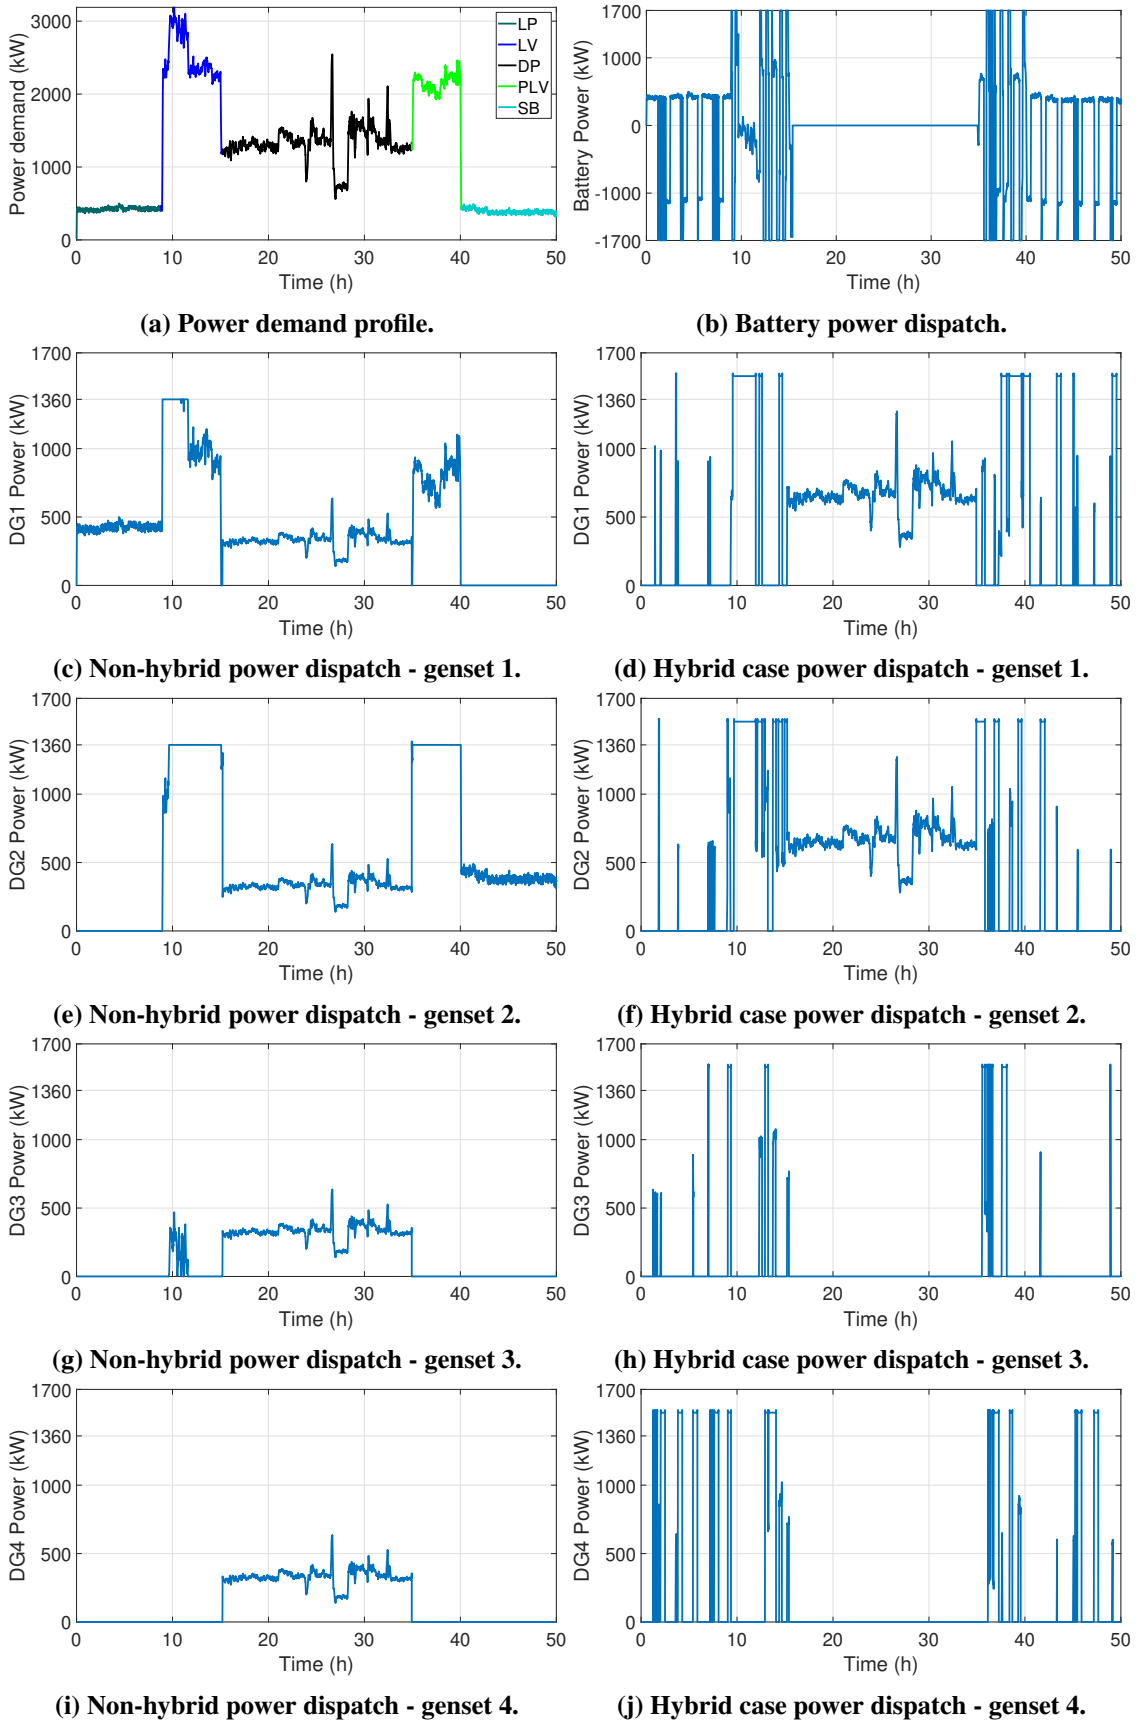 3000
2000
1000
0
Power demand (kW)
LP
LV
DP
PLV
SB
0 10 20 30 40 50
Time (h)
(a) Power demand profile.
1700
1000
0
-1000
-1700
Battery Power (kW)
0 10 20 30 40 50
Time (h)
(b) Battery power dispatch.
1700
1360
1000
500
0
DG1 Power (kW)
0 10 20 30 40 50
Time (h)
(c) Non-hybrid power dispatch - genset 1.
1700
1360
1000
500
0
DG1 Power (kW)
0 10 20 30 40 50
Time (h)
(d) Hybrid case power dispatch - genset 1.
1700
1360
1000
500
0
DG2 Power (kW)
0 10 20 30 40 50
Time (h)
(e) Non-hybrid power dispatch - genset 2.
1700
1360
1000
500
0
DG2 Power (kW)
0 10 20 30 40 50
Time (h)
(f) Hybrid case power dispatch - genset 2.
1700
1360
1000
500
0
DG3 Power (kW)
0 10 20 30 40 50
Time (h)
(g) Non-hybrid power dispatch - genset 3.
1700
1360
1000
500
0
DG3 Power (kW)
0 10 20 30 40 50
Time (h)
(h) Hybrid case power dispatch - genset 3.
1700
1360
1000
500
0
DG4 Power (kW)
0 10 20 30 40 50
Time (h)
(i) Non-hybrid power dispatch - genset 4.
1700
1360
1000
500
0
DG4 Power (kW)
0 10 20 30 40 50
Time (h)
(j) Hybrid case power dispatch - genset 4.